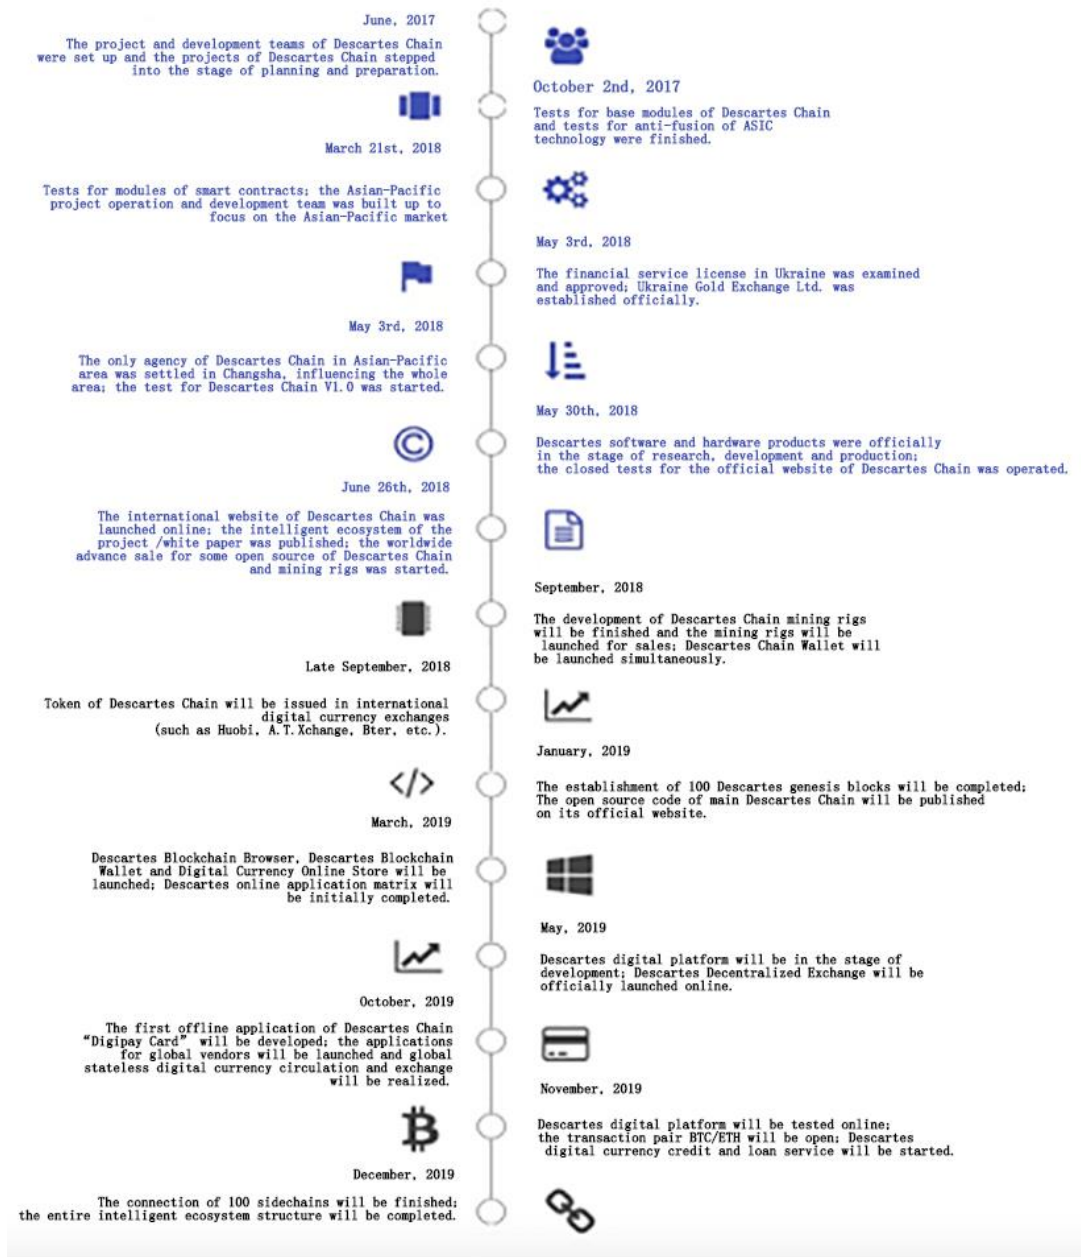 June, 2017
The project and development teams of Descartes Chain
were set up and the projects of Descartes Chain stepped
into the stage of planning and preparation.
October 2nd, 2017
Tests for base modules of Descartes Chain
and tests for anti-fusion of ASIC
technology were finished.
March 21st, 2018
Tests for modules of smart contracts; the Asian-Pacific
project operation and development team was built up to
focus on the Asian-Pacific market
May 3rd, 2018
The financial service license in Ukraine was examined
and approved; Ukraine Gold Exchange Ltd. was
established officially.
May 3rd, 2018
The only agency of Descartes Chain in Asian-Pacific
area was settled in Changsha, influencing the whole
area; the test for Descartes Chain V1.0 was started.
May 30th, 2018
Descartes software and hardware products were officially
in the stage of research, development and production;
the closed tests for the official website of Descartes Chain was operated.
June 26th, 2018
The international website of Descartes Chain was
launched online; the intelligent ecosystem of the
project /white paper was published; the worldwide
advance sale for some open source of Descartes Chain
and mining rigs was started.
September, 2018
The development of Descartes Chain mining rigs
will be finished and the mining rigs will be
launched for sales; Descartes Chain Wallet will
be launched simultaneously.
Late September, 2018
Token of Descartes Chain will be issued in international
digital currency exchanges
(such as Huobi, A.T.Xchange, Bter, etc.).
January, 2019
The establishment of 100 Descartes genesis blocks will be completed;
The open source code of main Descartes Chain will be published
on its official website.
</> 
March, 2019
Descartes Blockchain Browser, Descartes Blockchain
Wallet and Digital Currency Online Store will be
launched; Descartes online application matrix will
be initially completed.
May, 2019
Descartes digital platform will be in the stage of
development; Descartes Decentralized Exchange will be
officially launched online.
October, 2019
The first offline application of Descartes Chain
“Digipay Card” will be developed; the applications
for global vendors will be launched and global
stateless digital currency circulation and exchange
will be realized.
November, 2019
Descartes digital platform will be tested online;
the transaction pair BTC/ETH will be open; Descartes
digital currency credit and loan service will be started.
December, 2019
The connection of 100 sidechains will be finished;
the entire intelligent ecosystem structure will be completed.